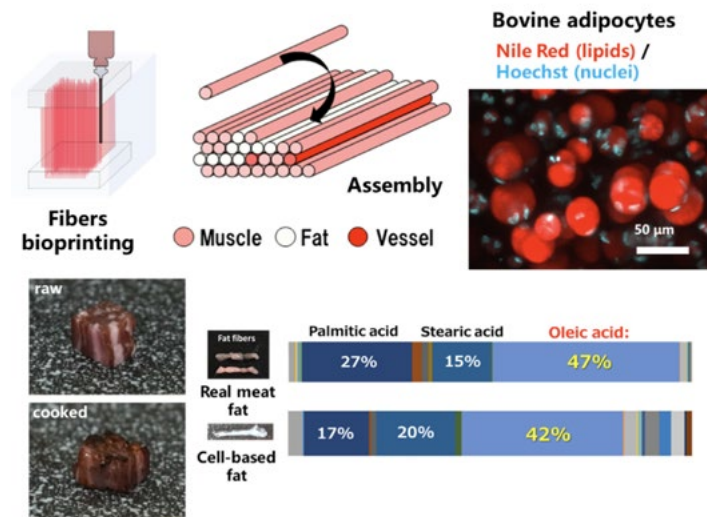 Bovine adipocytes
Nile Red (lipids) /
Hoechst (nuclei)
Assembly
Fibers
bioprinting
Muscle
Fat
Vessel
50 μm
raw
cooked
Fat fibers
Real meat
fat
Cell-based
fat
Palmitic acid
Stearic acid
Oleic acid:
27%
15%
47%
17%
20%
42%